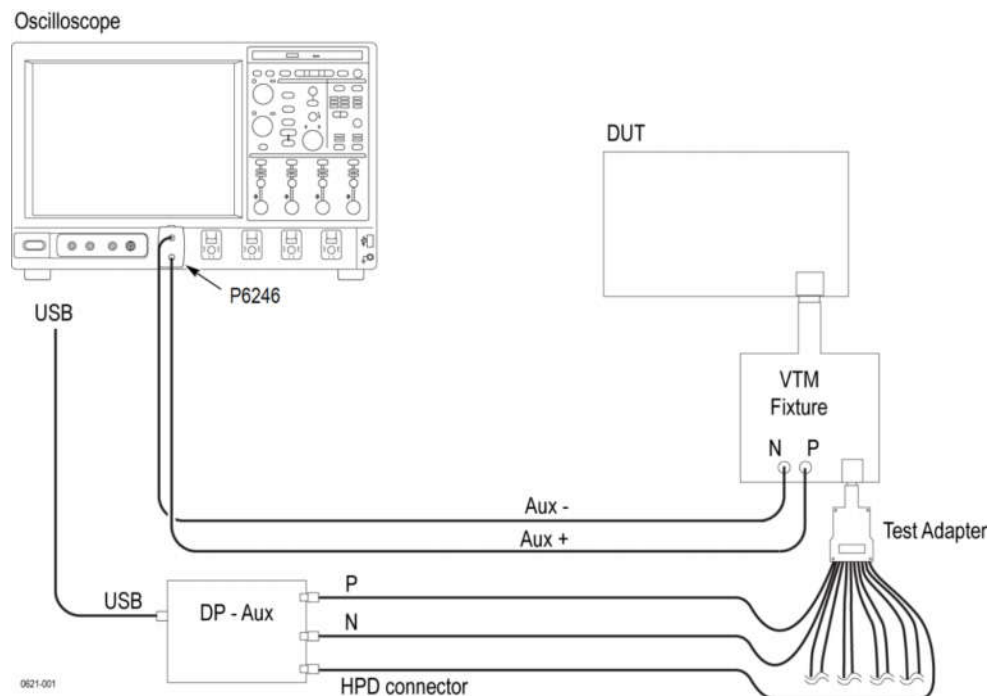 Oscilloscope
DUT
P6246
USB
VTM
Fixture
N P
Aux -
Aux +
Test Adapter
P
USB
DP - Aux
N
HPD connector
0621-001